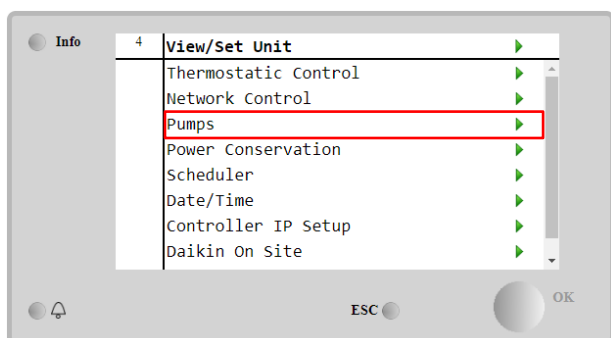 Info
4 View/Set Unit
Thermostatic Control
Network Control
Pumps
Power Conservation
Scheduler
Date/Time
Controller IP Setup
Daikin On Site
ESC
OK